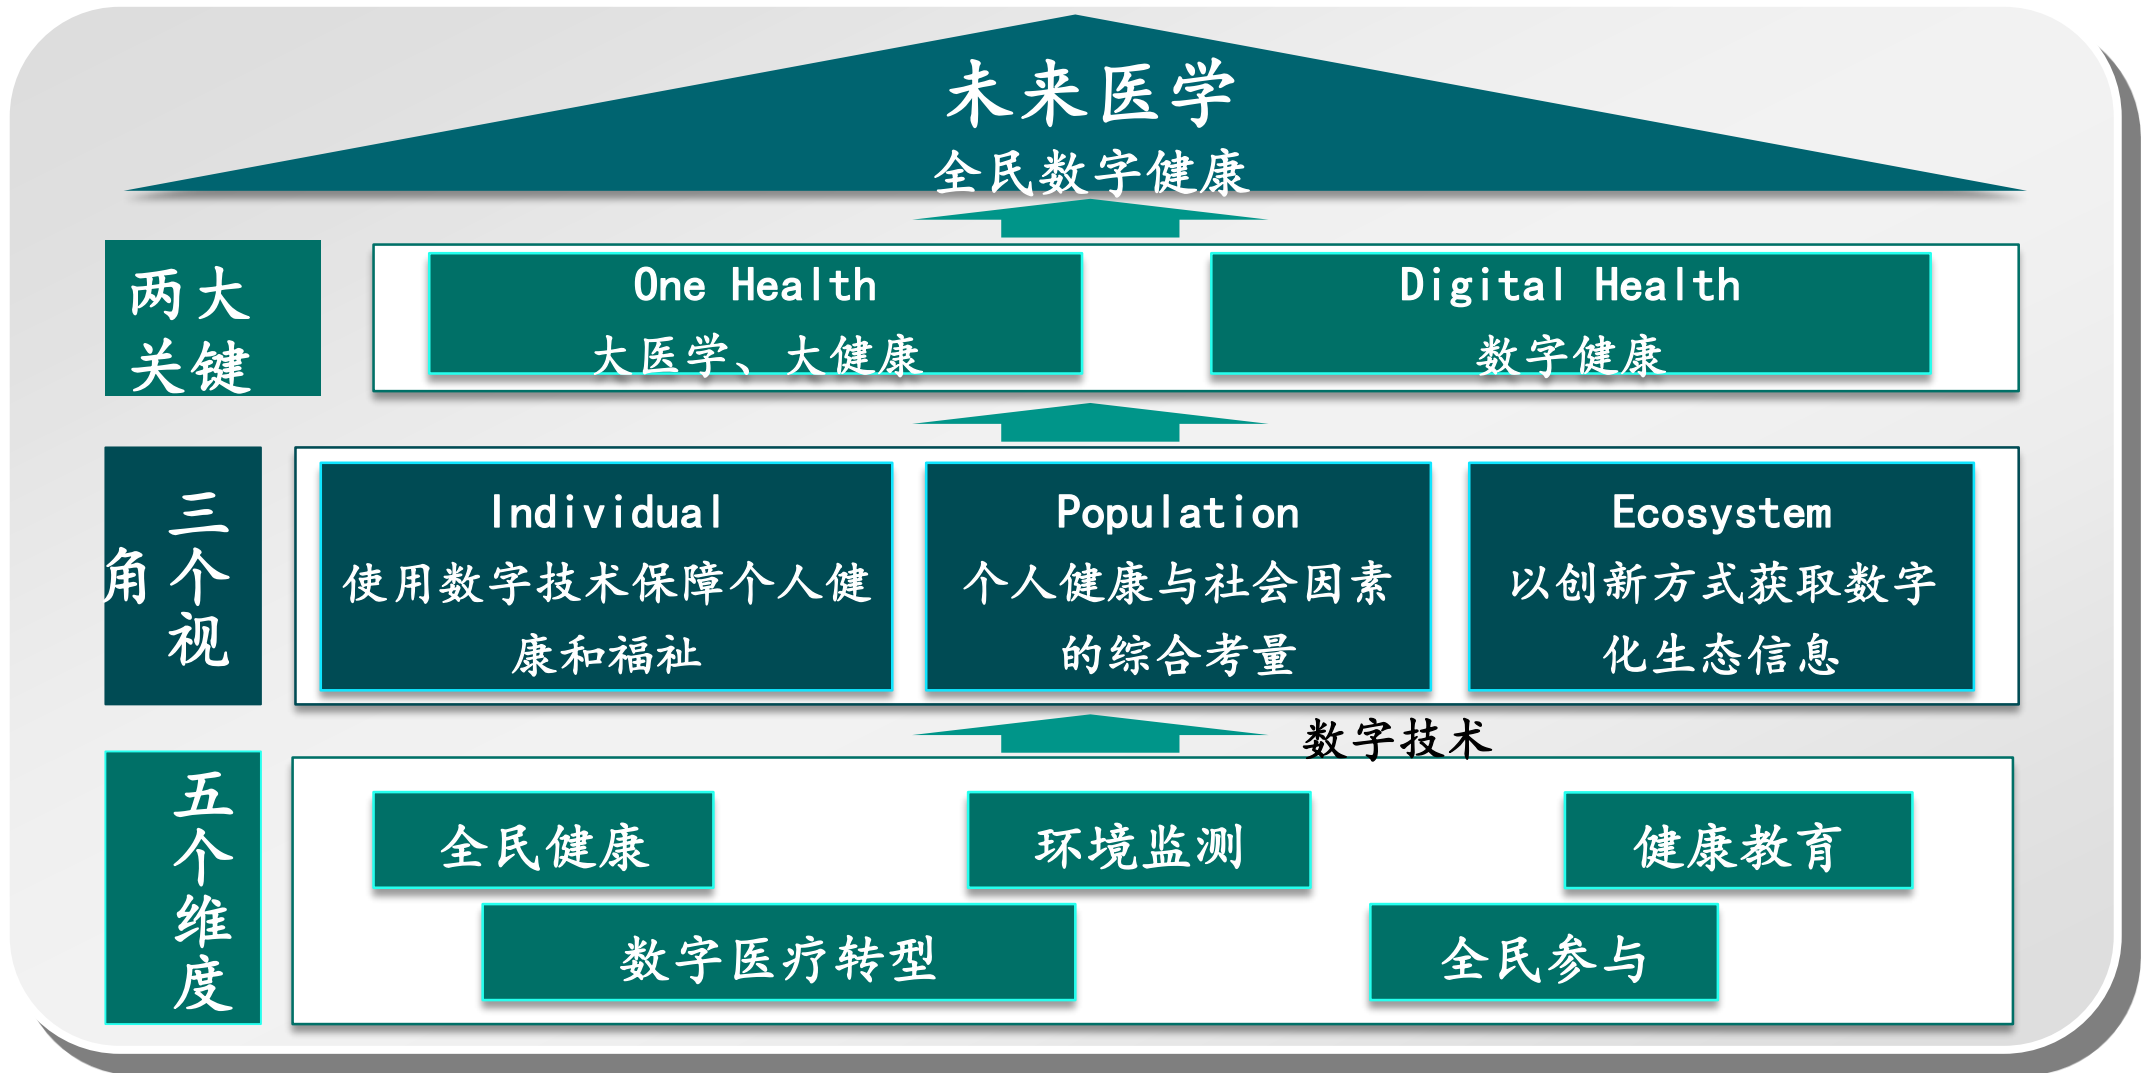 未来医学
全民数字健康
两大
关键
One Health
大医学、大健康
Digital Health
数字健康
三个视角
Individual
使用数字技术保障个人健
康和福祉
Population
个人健康与社会因素
的综合考量
Ecosystem
以创新方式获取数字
化生态信息
数字技术
五个维度
全民健康
环境监测
健康教育
数字医疗转型
全民参与